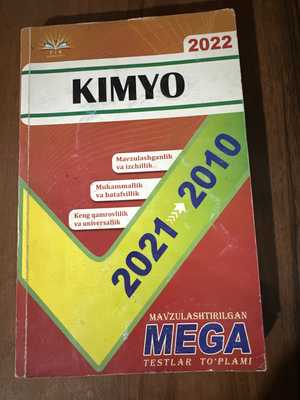 2022
KIMYO
Mavzulashganlik
va izchillik
Mukammallik
va batafsillik
Keng qamrovlilik
va universallik
2021 2010
MAVZULASHTIRILGAN
MEGA
TESTLAR TO'PLAMI